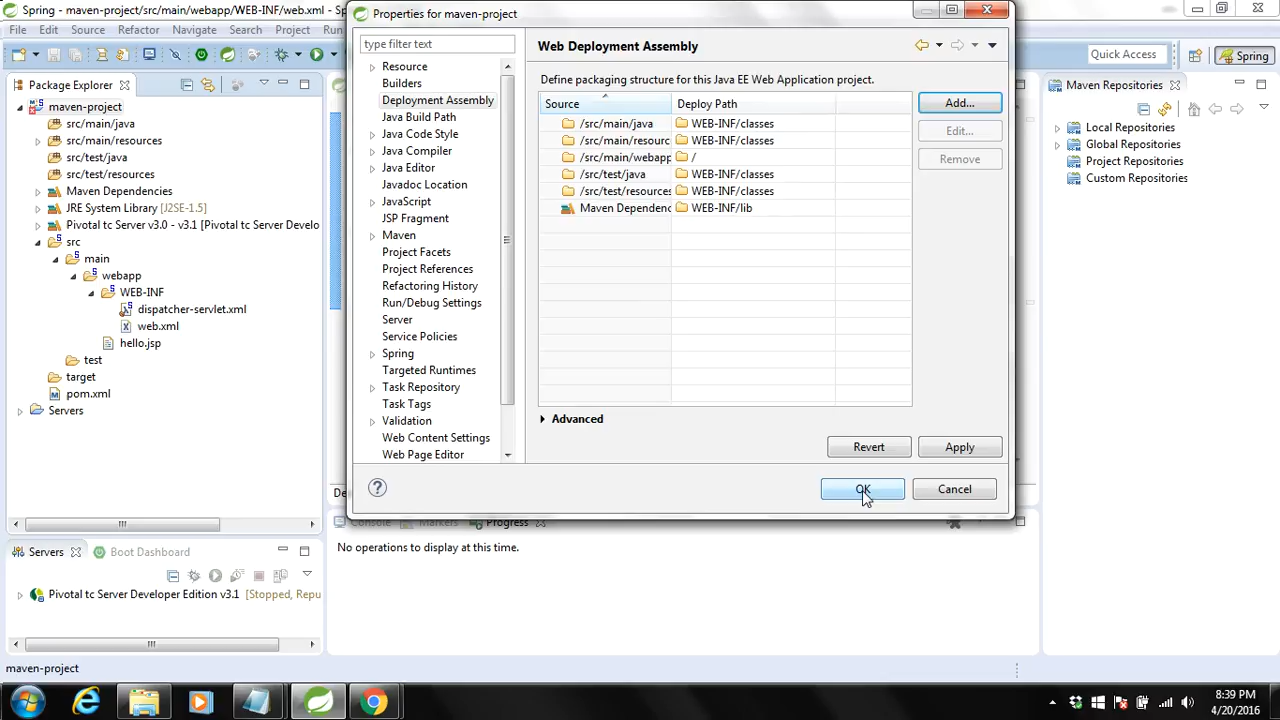 Spring - maven-project/src/main/webapp/WEB-INF/web.xml - Sp
File Edit Source Refactor Navigate Search Project Run
Quick Access
Spring
Package Explorer
maven-project
src/main/java
src/main/resources
src/test/java
src/test/resources
Maven Dependencies
JRE System Library [J2SE-1.5]
Pivotal tc Server v3.0 - v3.1 [Pivotal tc Server Develo
src
main
webapp
WEB-INF
dispatcher-servlet.xml
web.xml
hello.jsp
test
target
pom.xml
Servers
Servers
Boot Dashboard
Pivotal tc Server Developer Edition v3.1 [Stopped, Repu
maven-project
Properties for maven-project
type filter text
Resource
Builders
Deployment Assembly
Java Build Path
Java Code Style
Java Compiler
Java Editor
Javadoc Location
JavaScript
JSP Fragment
Maven
Project Facets
Project References
Refactoring History
Run/Debug Settings
Server
Service Policies
Spring
Targeted Runtimes
Task Repository
Task Tags
Validation
Web Content Settings
Web Page Editor
Web Deployment Assembly
Define packaging structure for this Java EE Web Application project.
Source Deploy Path
/src/main/java WEB-INF/classes
/src/main/resourc WEB-INF/classes
/src/main/webapp /
/src/test/java WEB-INF/classes
/src/test/resources WEB-INF/classes
Maven Dependenc WEB-INF/lib
Add...
Edit...
Remove
Advanced
Revert
Apply
OK
Cancel
De
Console Markers Progress
No operations to display at this time.
Maven Repositories
Local Repositories
Global Repositories
Project Repositories
Custom Repositories
8:39 PM
4/20/2016